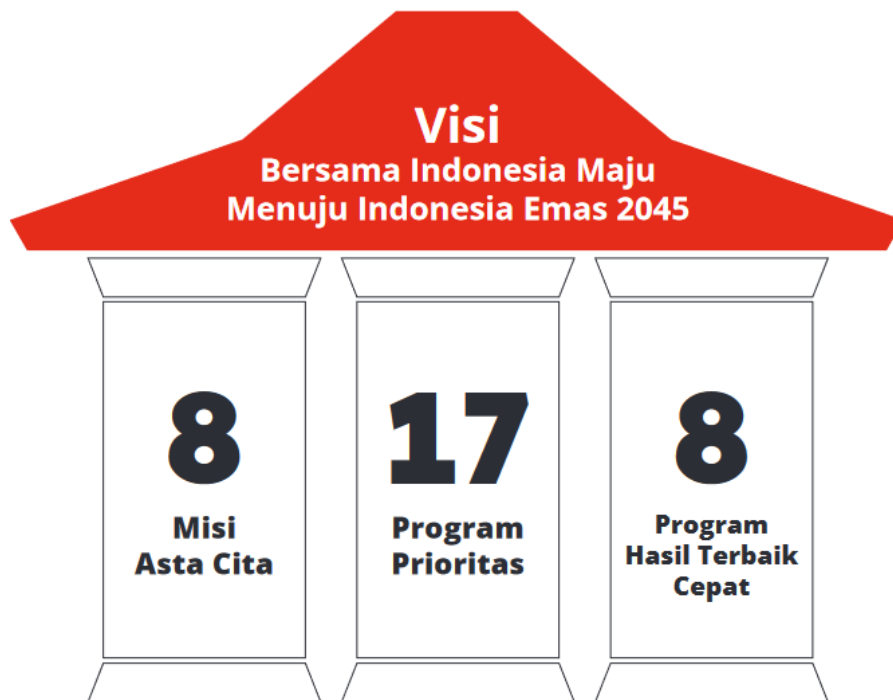 Visi
Bersama Indonesia Maju
Menuju Indonesia Emas 2045
8
Misi
Asta Cita
17
Program
Prioritas
8
Program
Hasil Terbaik
Cepat